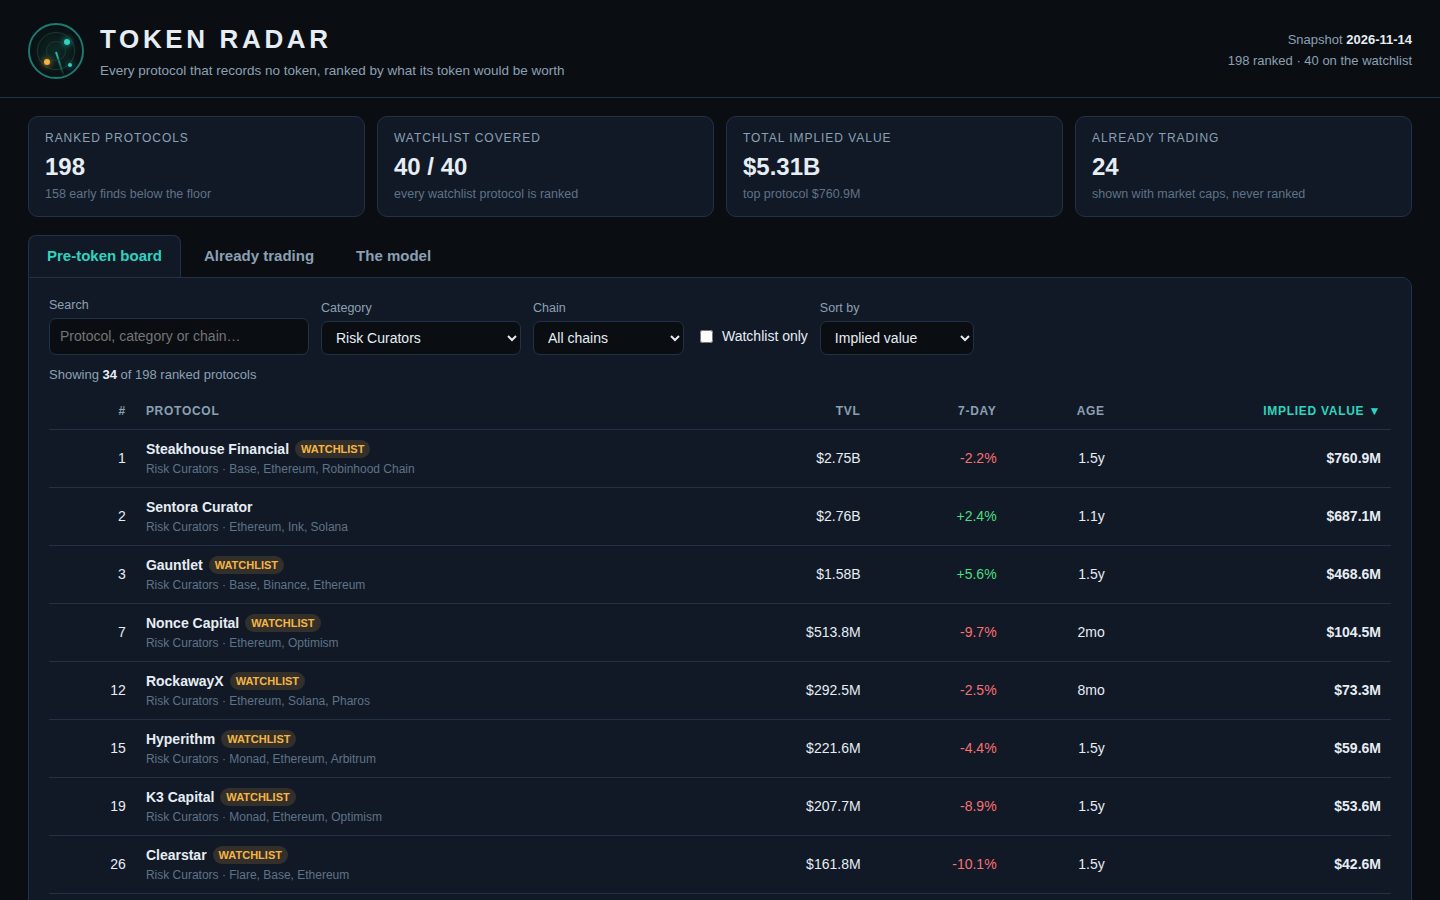 TOKEN RADAR
Every protocol that records no token, ranked by what its token would be worth
Snapshot 2026-11-14
198 ranked · 40 on the watchlist
RANKED PROTOCOLS
198
158 early finds below the floor
WATCHLIST COVERED
40 / 40
every watchlist protocol is ranked
TOTAL IMPLIED VALUE
$5.31B
top protocol $760.9M
ALREADY TRADING
24
shown with market caps, never ranked
Pre-token board Already trading The model
Search Category Chain Sort by
Protocol, category or chain… Risk Curators All chains Watchlist only Implied value
Showing 34 of 198 ranked protocols
# PROTOCOL TVL 7-DAY AGE IMPLIED VALUE ▼
1 Steakhouse Financial WATCHLIST $2.75B -2.2% 1.5y $760.9M
Risk Curators · Base, Ethereum, Robinhood Chain
2 Sentora Curator $2.76B +2.4% 1.1y $687.1M
Risk Curators · Ethereum, Ink, Solana
3 Gauntlet WATCHLIST $1.58B +5.6% 1.5y $468.6M
Risk Curators · Base, Binance, Ethereum
7 Nonce Capital WATCHLIST $513.8M -9.7% 2mo $104.5M
Risk Curators · Ethereum, Optimism
12 RockawayX WATCHLIST $292.5M -2.5% 8mo $73.3M
Risk Curators · Ethereum, Solana, Pharos
15 Hyperithm WATCHLIST $221.6M -4.4% 1.5y $59.6M
Risk Curators · Monad, Ethereum, Arbitrum
19 K3 Capital WATCHLIST $207.7M -8.9% 1.5y $53.6M
Risk Curators · Monad, Ethereum, Optimism
26 Clearstar WATCHLIST $161.8M -10.1% 1.5y $42.6M
Risk Curators · Flare, Base, Ethereum